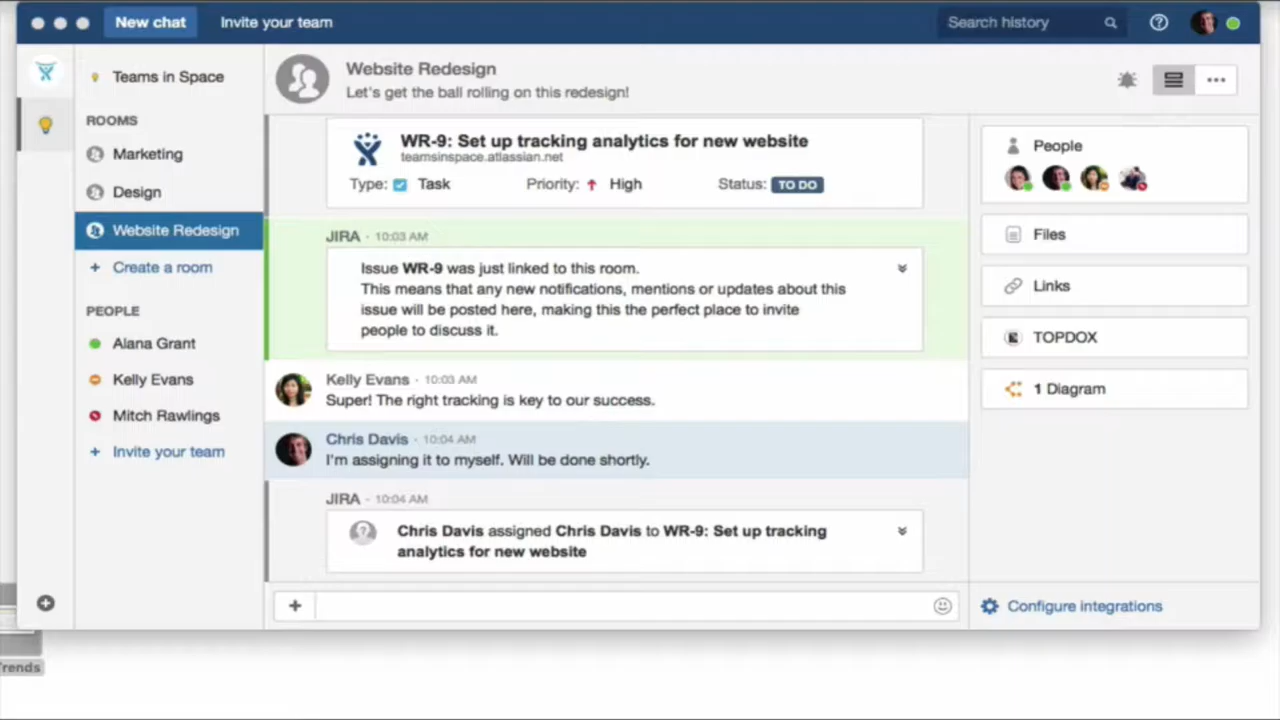 New chat
Invite your team
Search history
Teams in Space
ROOMS
Marketing
Design
Website Redesign
+ Create a room
PEOPLE
Alana Grant
Kelly Evans
Mitch Rawlings
+ Invite your team
Website Redesign
Let's get the ball rolling on this redesign!
WR-9: Set up tracking analytics for new website
teamsinspace.atlassian.net
Type: Task Priority: High Status: TO DO
JIRA · 10:03 AM
Issue WR-9 was just linked to this room.
This means that any new notifications, mentions or updates about this
issue will be posted here, making this the perfect place to invite
people to discuss it.
Kelly Evans · 10:03 AM
Super! The right tracking is key to our success.
Chris Davis · 10:04 AM
I'm assigning it to myself. Will be done shortly.
JIRA · 10:04 AM
Chris Davis assigned Chris Davis to WR-9: Set up tracking
analytics for new website
People
Files
Links
TOPDOX
1 Diagram
Configure integrations
Trends